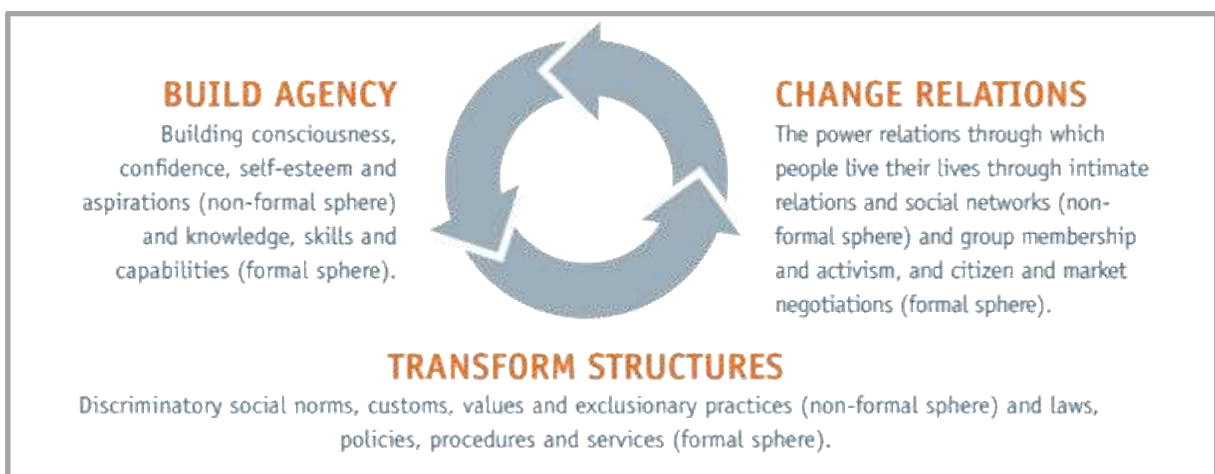 BUILD AGENCY
Building consciousness,
confidence, self-esteem and
aspirations (non-formal sphere)
and knowledge, skills and
capabilities (formal sphere).
CHANGE RELATIONS
The power relations through which
people live their lives through intimate
relations and social networks (non-
formal sphere) and group membership
and activism, and citizen and market
negotiations (formal sphere).
TRANSFORM STRUCTURES
Discriminatory social norms, customs, values and exclusionary practices (non-formal sphere) and laws,
policies, procedures and services (formal sphere).